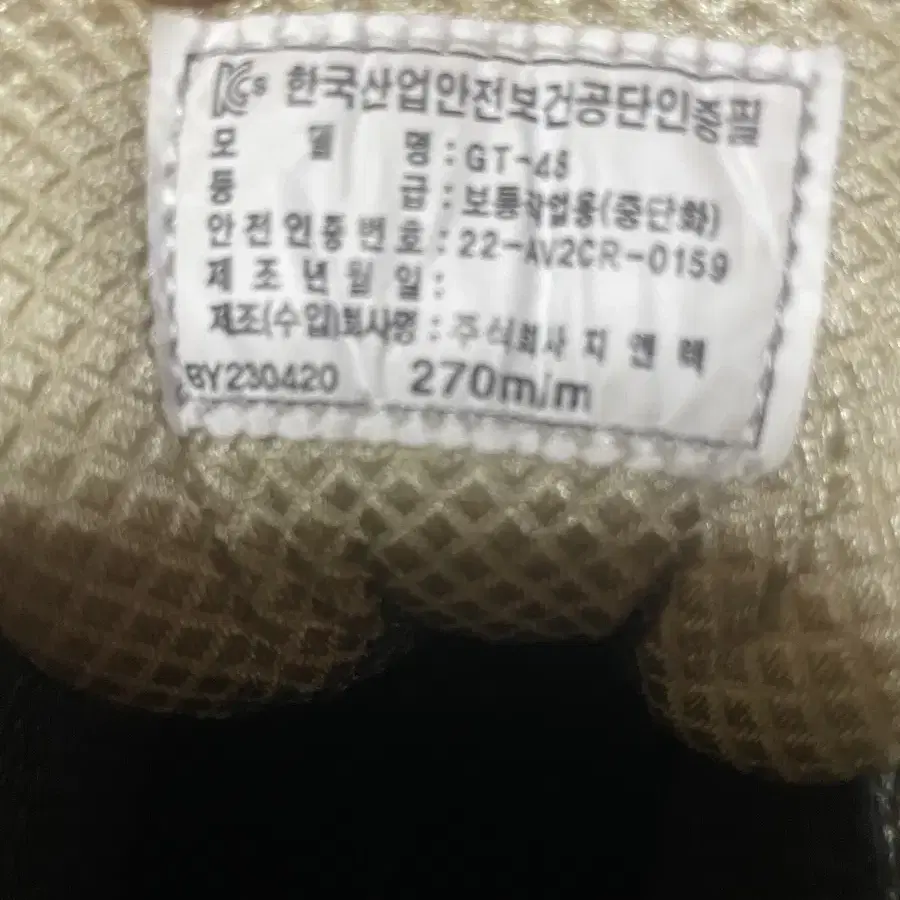 KCs 한국산업안전보건공단인증필
모 델 명 : GT-45
등 급 : 보통작업용(중단화)
안전인증번호 : 22-AV2CR-0159
제 조 년 월 일 :
제조(수입)회사명 : 주식회사 지 앤 텍
BY230420 270m/m